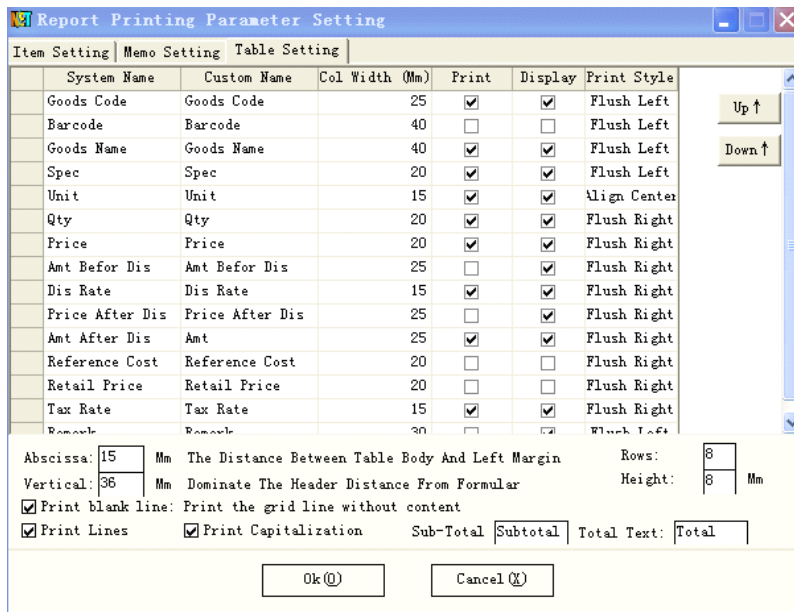 Report Printing Parameter Setting
Item Setting Memo Setting Table Setting
System Name Custom Name Col Width (Mm) Print Display Print Style
Goods Code Goods Code 25 Flush Left
Barcode Barcode 40 Flush Left
Goods Name Goods Name 40 Flush Left
Spec Spec 20 Flush Left
Unit Unit 15 Align Center
Qty Qty 20 Flush Right
Price Price 20 Flush Right
Amt Befor Dis Amt Befor Dis 25 Flush Right
Dis Rate Dis Rate 15 Flush Right
Price After Dis Price After Dis 25 Flush Right
Amt After Dis Amt 25 Flush Right
Reference Cost Reference Cost 20 Flush Right
Retail Price Retail Price 20 Flush Right
Tax Rate Tax Rate 15 Flush Right
Remark Remark 30 Flush Left
Up↑
Down↑
Abscissa: 15 Mm The Distance Between Table Body And Left Margin Rows: 8
Vertical: 36 Mm Dominate The Header Distance From Formular Height: 8 Mm
Print blank line: Print the grid line without content
Print Lines Print Capitalization Sub-Total Subtotal Total Text: Total
Ok(O) Cancel(X)